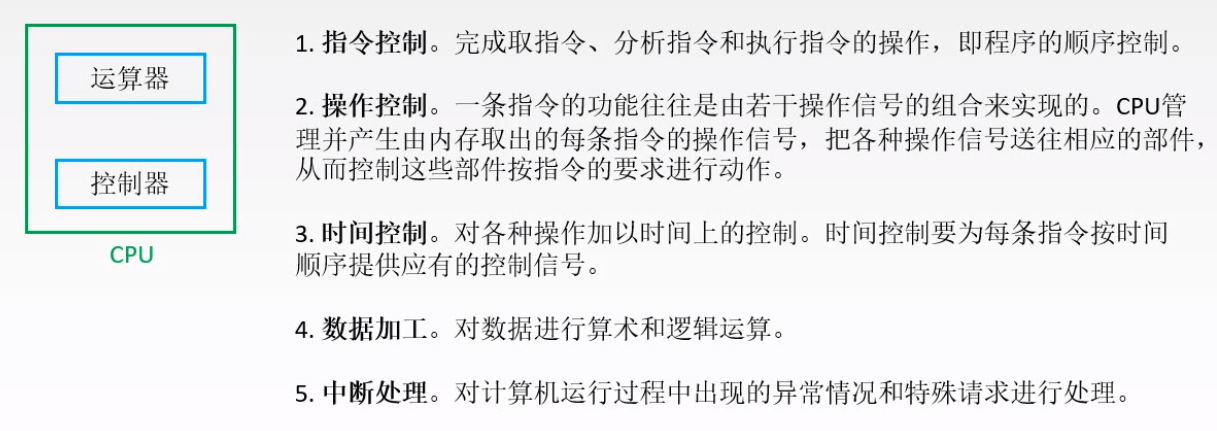 运算器
控制器
CPU
1. 指令控制。完成取指令、分析指令和执行指令的操作，即程序的顺序控制。
2. 操作控制。一条指令的功能往往是由若干操作信号的组合来实现的。CPU管
理并产生由内存取出的每条指令的操作信号，把各种操作信号送往相应的部件，
从而控制这些部件按指令的要求进行动作。
3. 时间控制。对各种操作加以时间上的控制。时间控制要为每条指令按时间
顺序提供应有的控制信号。
4. 数据加工。对数据进行算术和逻辑运算。
5. 中断处理。对计算机运行过程中出现的异常情况和特殊请求进行处理。